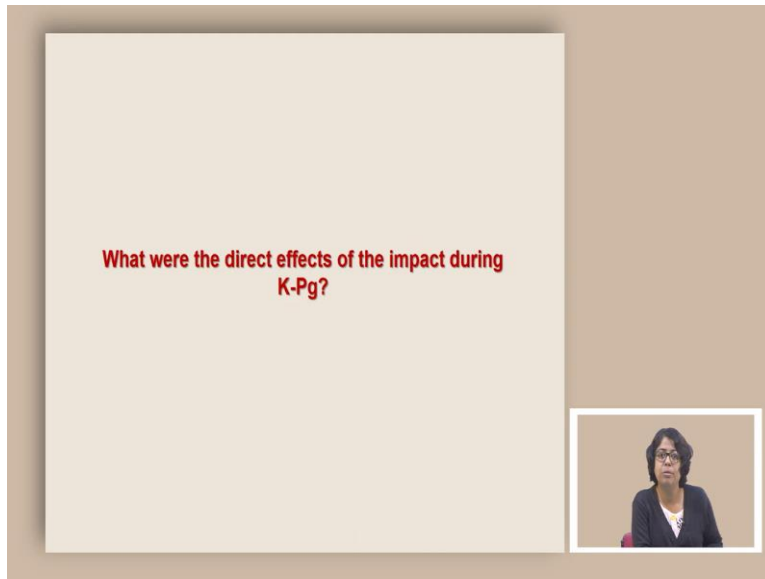 What were the direct effects of the impact during
K-Pg?